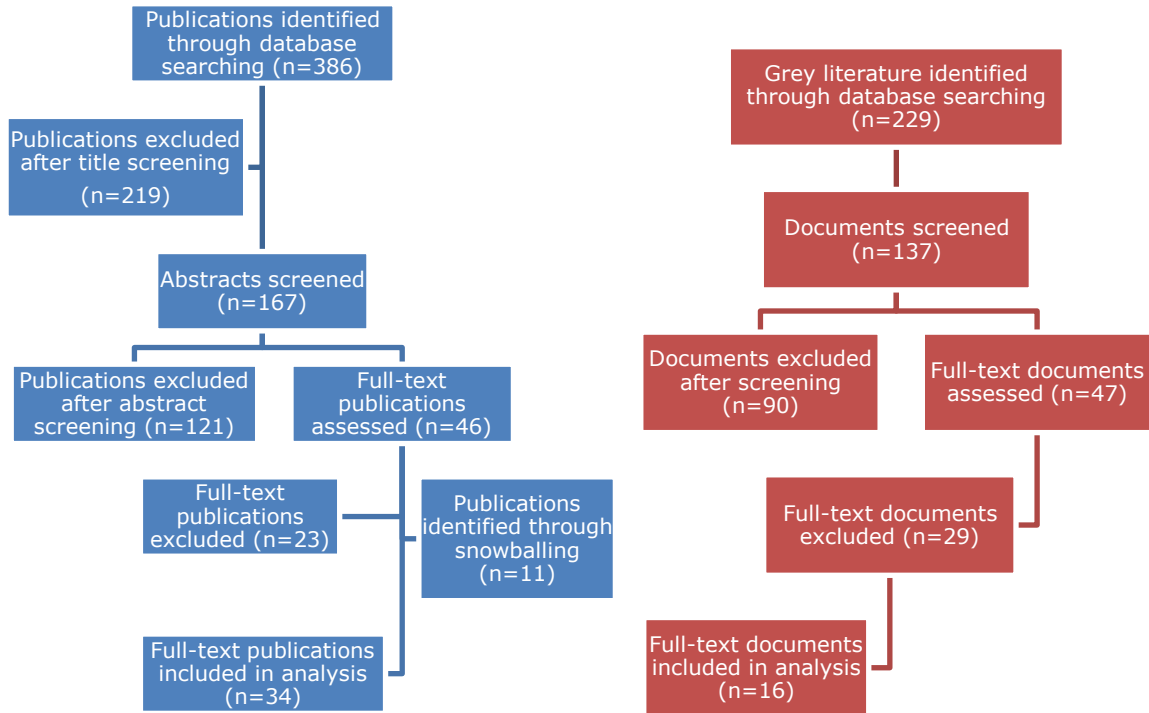 Publications identified
through database
searching (n=386)
Publications excluded
after title screening
(n=219)
Abstracts screened
(n=167)
Publications excluded
after abstract
screening (n=121)
Full-text
publications
assessed (n=46)
Full-text
publications
excluded (n=23)
Publications
identified through
snowballing
(n=11)
Full-text publications
included in analysis
(n=34)
Grey literature identified
through database searching
(n=229)
Documents screened
(n=137)
Documents excluded
after screening
(n=90)
Full-text documents
assessed (n=47)
Full-text documents
excluded (n=29)
Full-text documents
included in analysis
(n=16)